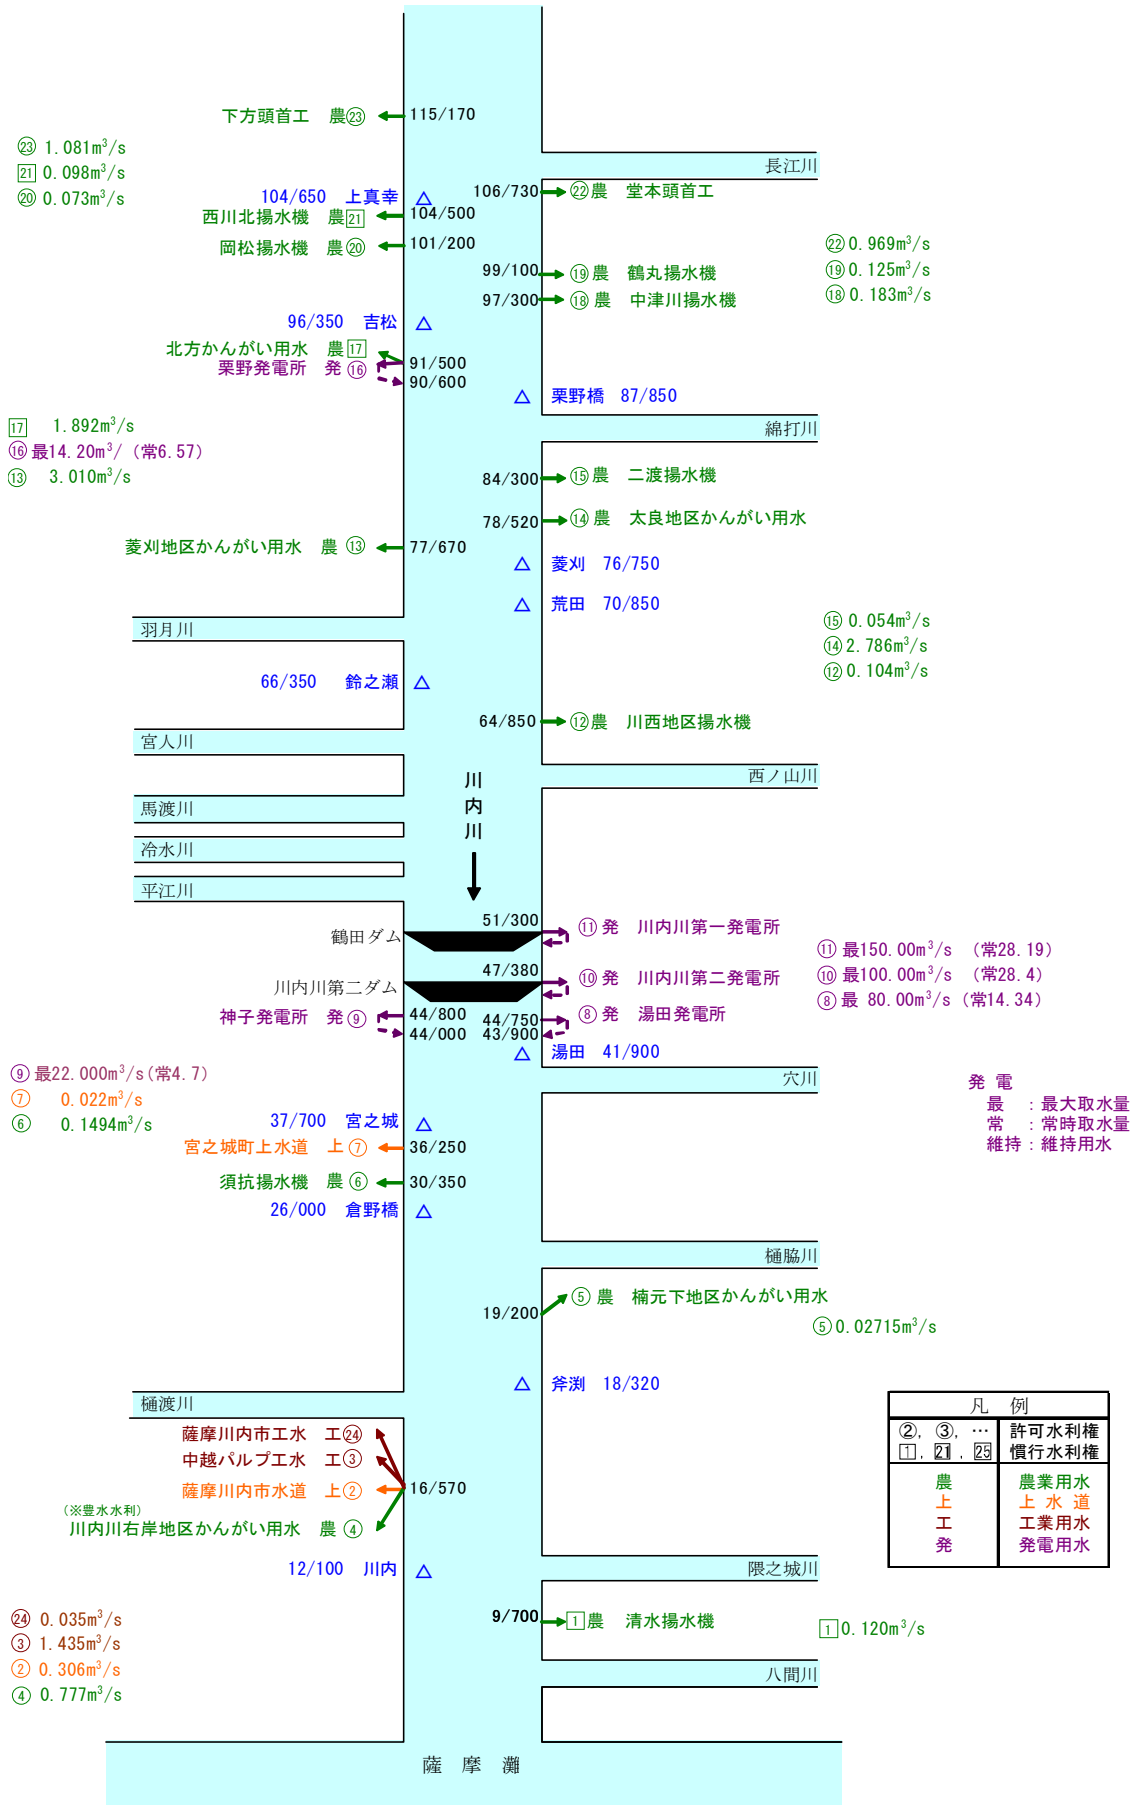 下方頭首工　農㉓ 115/170
㉓ 1.081m³/s
21 0.098m³/s
⑳ 0.073m³/s
長江川
104/650 上真幸 △
106/730 ㉒農　堂本頭首工
西川北揚水機　農21 104/500
岡松揚水機　農⑳ 101/200
㉒0.969m³/s
⑲0.125m³/s
⑱0.183m³/s
99/100 ⑲農　鶴丸揚水機
97/300 ⑱農　中津川揚水機
96/350 吉松 △
北方かんがい用水　農17 91/500
栗野発電所　発⑯ 90/600
△ 栗野橋 87/850
17 1.892m³/s
⑯最14.20m³/（常6.57）
⑬ 3.010m³/s
綿打川
84/300 ⑮農　二渡揚水機
78/520 ⑭農　太良地区かんがい用水
菱刈地区かんがい用水　農⑬ 77/670
△ 菱刈 76/750
△ 荒田 70/850
⑮0.054m³/s
⑭2.786m³/s
⑫0.104m³/s
羽月川
66/350 鈴之瀬 △
64/850 ⑫農　川西地区揚水機
宮人川
西ノ山川
川内川
馬渡川
冷水川
平江川
51/300 ⑪発　川内川第一発電所
鶴田ダム
47/380 ⑩発　川内川第二発電所
川内川第二ダム
⑪ 最150.00m³/s （常28.19）
⑩ 最100.00m³/s （常28.4）
⑧ 最 80.00m³/s（常14.34）
神子発電所　発⑨ 44/800
44/000
44/750 ⑧発　湯田発電所
43/900
△ 湯田 41/900
⑨最22.000m³/s(常4.7)
⑦ 0.022m³/s
⑥ 0.1494m³/s
穴川
発 電
最　：最大取水量
常　：常時取水量
維持：維持用水
37/700 宮之城 △
宮之城町上水道　上⑦ 36/250
須抗揚水機　農⑥ 30/350
26/000 倉野橋 △
樋脇川
19/200 ⑤農　楠元下地区かんがい用水
⑤0.02715m³/s
△ 斧渕 18/320
樋渡川
薩摩川内市工水　工㉔
中越パルプ工水　工③
薩摩川内市水道　上② 16/570
（※豊水水利）
川内川右岸地区かんがい用水　農④
凡　例
②，③，… 許可水利権
1，21，25 慣行水利権
農 農業用水
上 上 水 道
工 工業用水
発 発電用水
12/100 川内 △
隈之城川
9/700 1農　清水揚水機
1 0.120m³/s
㉔ 0.035m³/s
③ 1.435m³/s
② 0.306m³/s
④ 0.777m³/s
八間川
薩 摩 灘